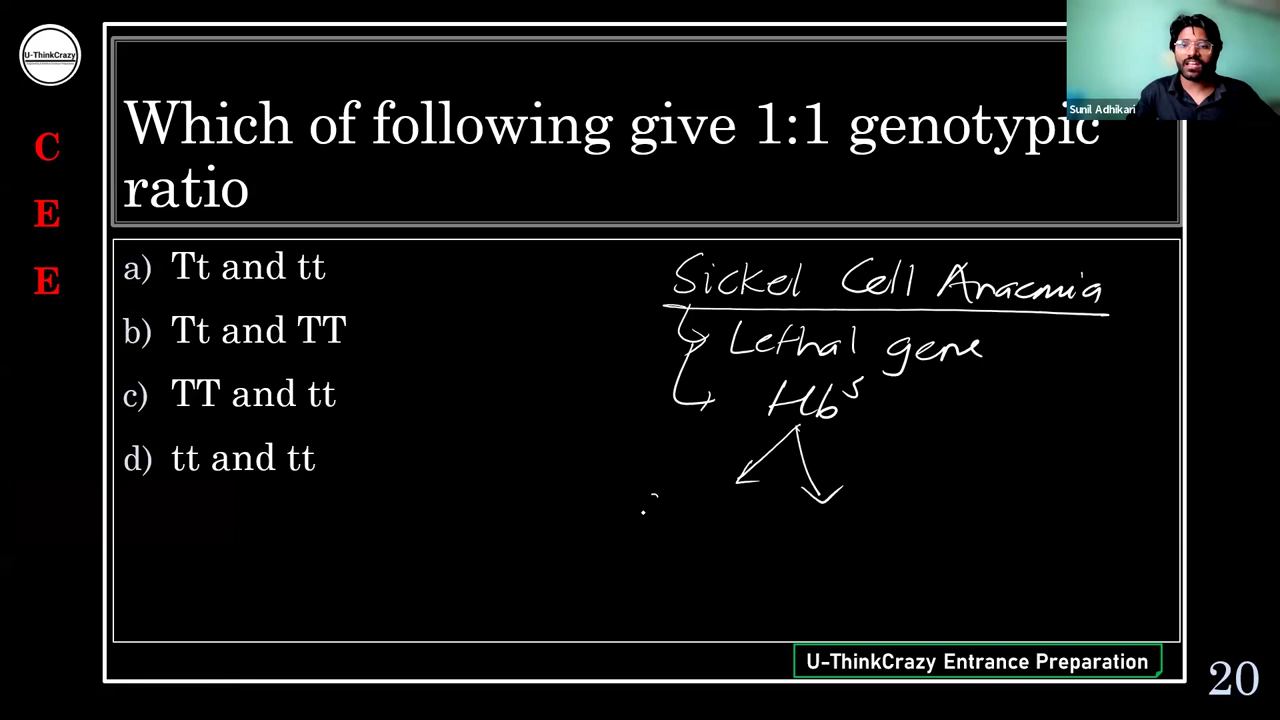 U-ThinkCrazy
C
E
E
Sunil Adhikari
Which of following give 1:1 genotypic
ratio
a) Tt and tt
b) Tt and TT
c) TT and tt
d) tt and tt
Sickel Cell Anaemia
Lethal gene
Hbs
U-ThinkCrazy Entrance Preparation
20